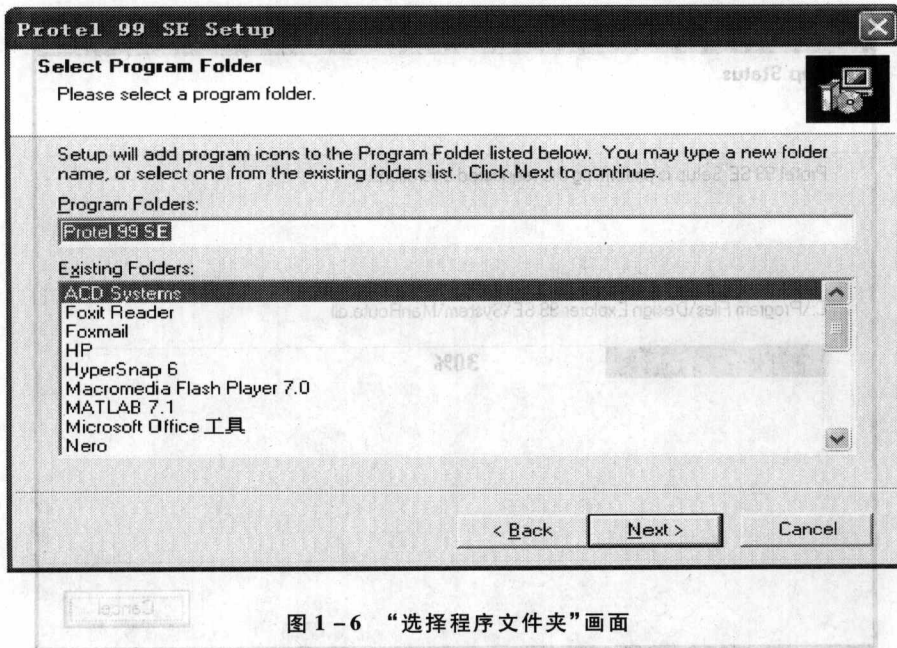 Protel 99 SE Setup
Select Program Folder
Please select a program folder.
Setup will add program icons to the Program Folder listed below. You may type a new folder
name, or select one from the existing folders list. Click Next to continue.
Program Folders:
Protel 99 SE
Existing Folders:
ACD Systems
Foxit Reader
Foxmail
HP
HyperSnap 6
Macromedia Flash Player 7.0
MATLAB 7.1
Microsoft Office 工具
Nero
< Back
Next >
Cancel
图 1-6 “选择程序文件夹”画面